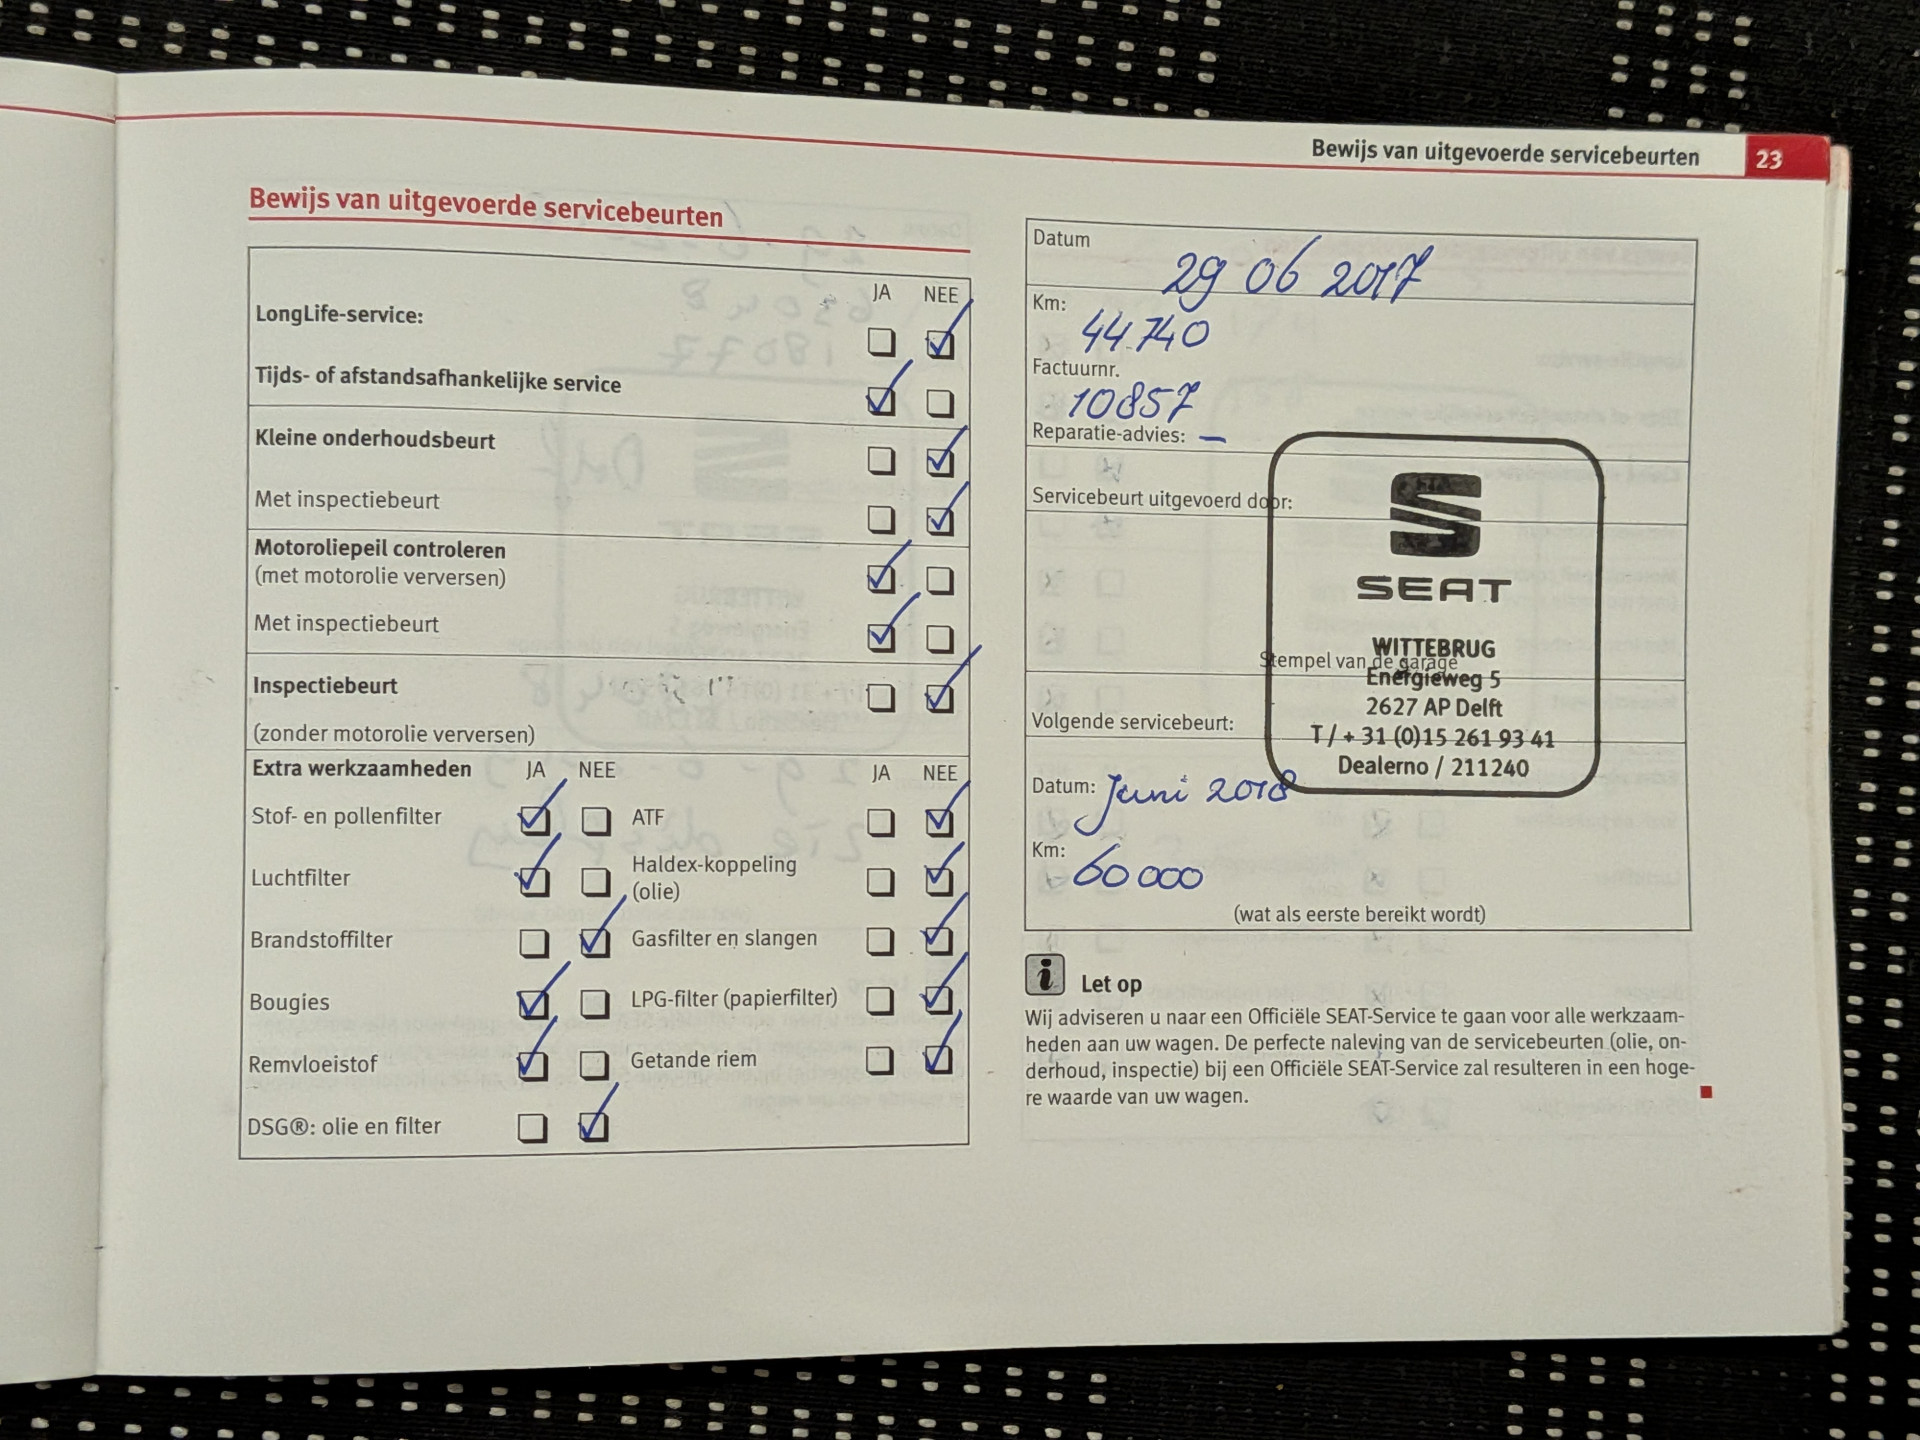 Bewijs van uitgevoerde servicebeurten 23
Bewijs van uitgevoerde servicebeurten
JA NEE
LongLife-service:
Tijds- of afstandsafhankelijke service
Kleine onderhoudsbeurt
Met inspectiebeurt
Motoroliepeil controleren
(met motorolie verversen)
Met inspectiebeurt
Inspectiebeurt
(zonder motorolie verversen)
Extra werkzaamheden JA NEE JA NEE
Stof- en pollenfilter ATF
Luchtfilter Haldex-koppeling
(olie)
Brandstoffilter Gasfilter en slangen
Bougies LPG-filter (papierfilter)
Remvloeistof Getande riem
DSG®: olie en filter
Datum
29 06 2017
Km:
44.740
Factuurnr.
10857
Reparatie-advies: —
Servicebeurt uitgevoerd door:
SEAT
WITTEBRUG
Stempel van de garage
Energieweg 5
2627 AP Delft
T / + 31 (0)15 261 93 41
Dealerno / 211240
Volgende servicebeurt:
Datum: Juni 2018
Km:
60 000
(wat als eerste bereikt wordt)
i Let op
Wij adviseren u naar een Officiële SEAT-Service te gaan voor alle werkzaam-
heden aan uw wagen. De perfecte naleving van de servicebeurten (olie, on-
derhoud, inspectie) bij een Officiële SEAT-Service zal resulteren in een hoge-
re waarde van uw wagen.